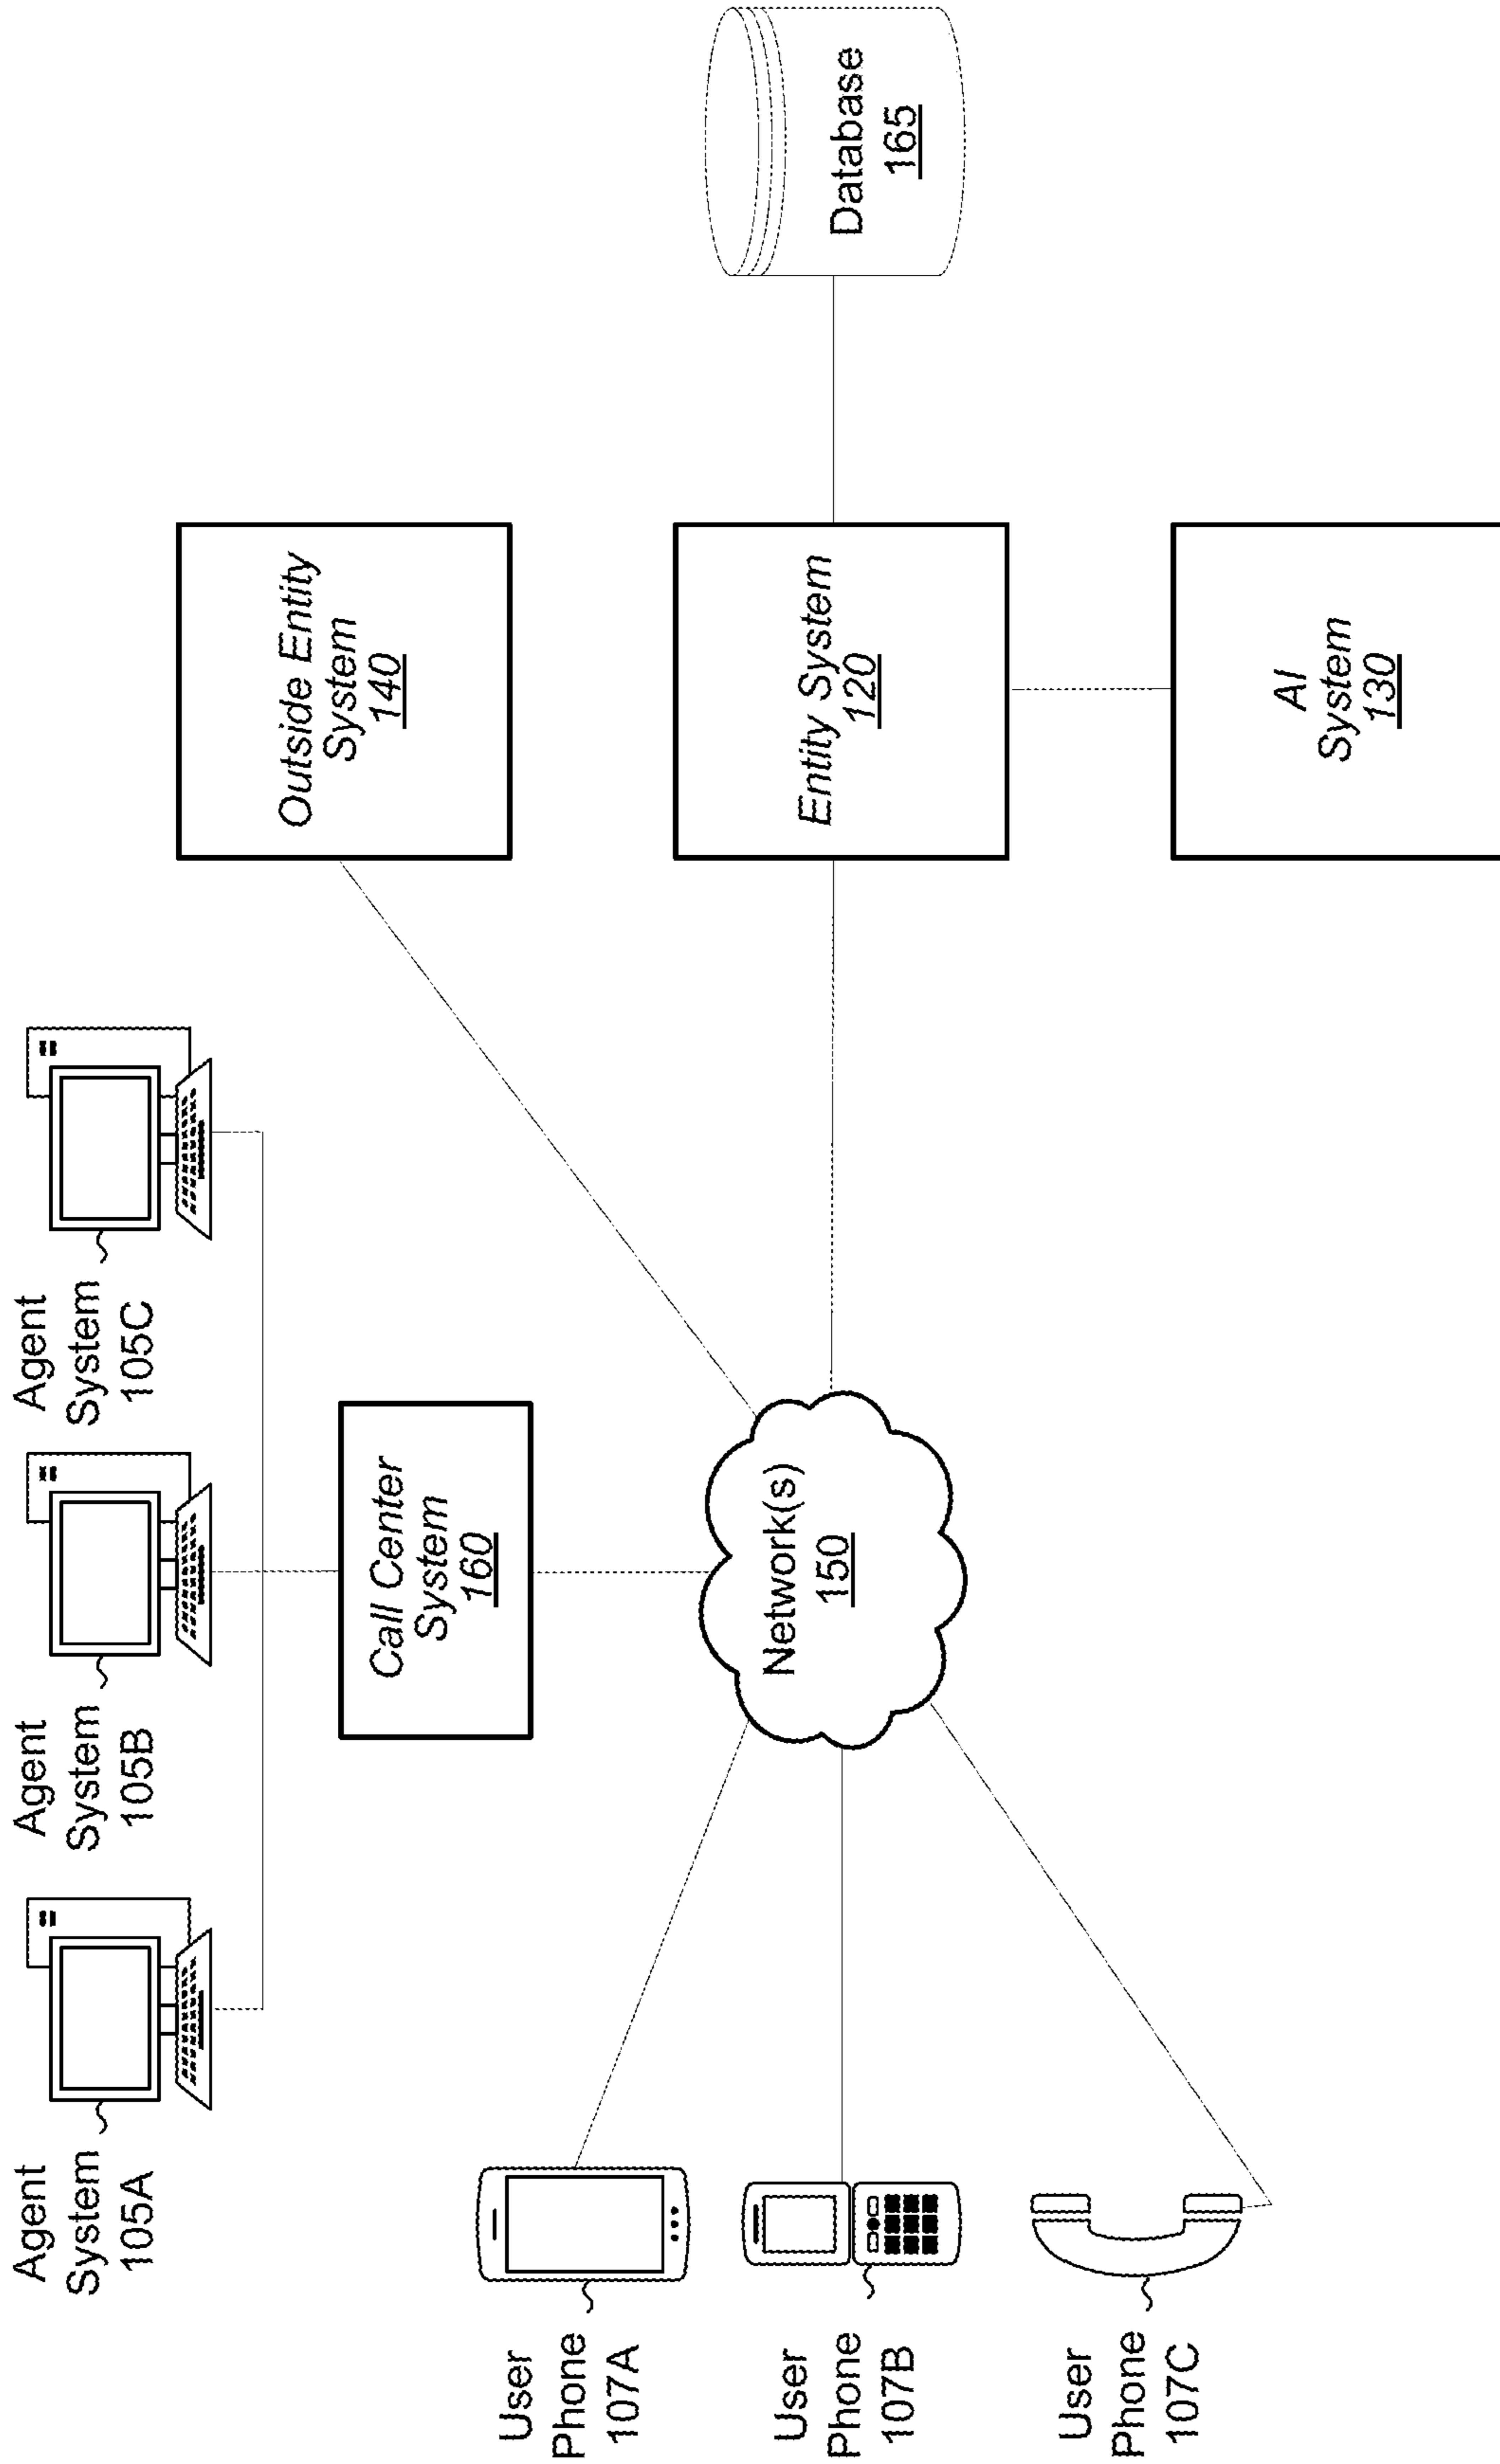 Agent
System
105A
Agent
System
105B
Agent
System
105C
Call Center
System
160
Outside Entity
System
140
User
Phone
107A
User
Phone
107B
User
Phone
107C
Network(s)
150
Entity System
120
Database
165
AI
System
130